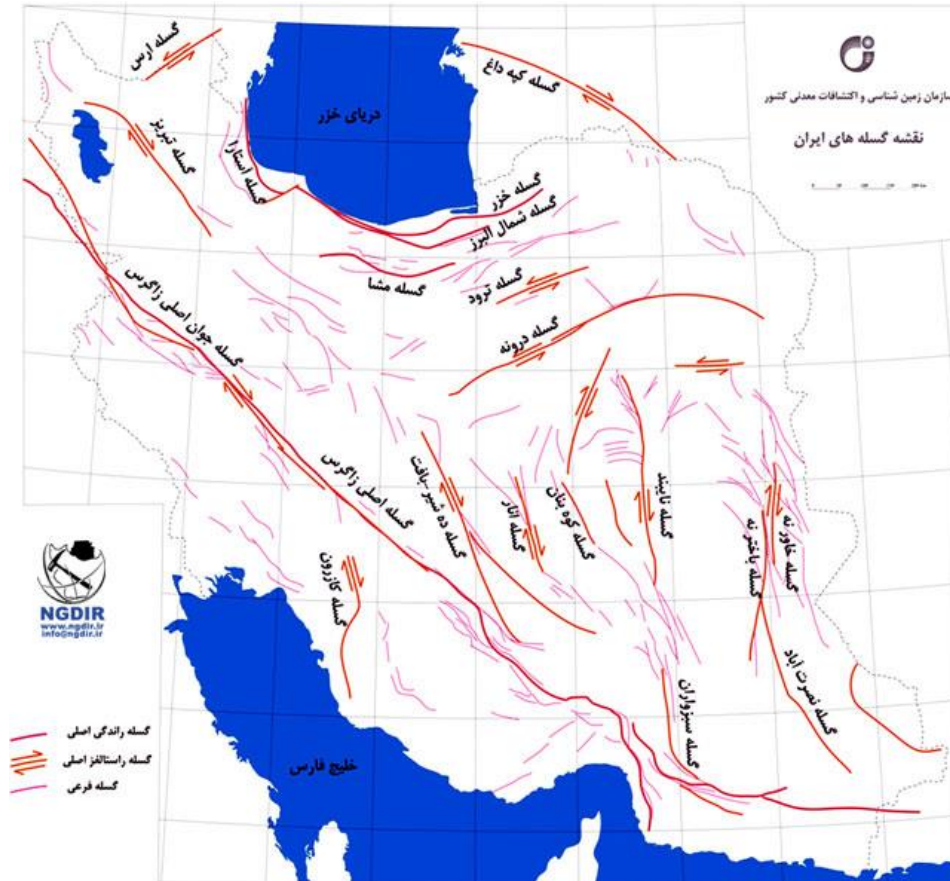 سازمان زمین شناسی و اکتشافات معدنی کشور
نقشه گسله های ایران
گسله ارس
گسله کپه داغ
دریای خزر
گسله تبریز
گسله آستارا
گسله خزر
گسله شمال البرز
گسله مشا
گسله ترود
گسله درونه
گسله جوان اصلی زاگرس
گسله اصلی زاگرس
گسله ده شیر -بافت
گسله انار
گسله کوه بنان
گسله نایبند
گسله باختر نه
گسله خاور نه
گسله کازرون
گسله سبزواران
گسله نصرت آباد
خلیج فارس
NGDIR
www.ngdir.ir
info@ngdir.ir
گسله راندگی اصلی
گسله راستالغز اصلی
گسله فرعی